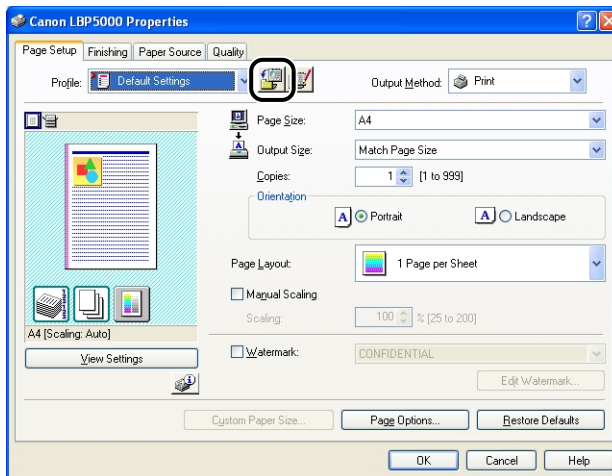 Canon LBP5000 Properties
Page Setup Finishing Paper Source Quality
Profile: Default Settings Output Method: Print
Page Size: A4
Output Size: Match Page Size
Copies: 1 [1 to 999]
Orientation
A Portrait A Landscape
Page Layout: 1 Page per Sheet
Manual Scaling
Scaling: 100 % [25 to 200]
A4 [Scaling: Auto]
View Settings
Watermark: CONFIDENTIAL
Edit Watermark...
Custom Paper Size... Page Options... Restore Defaults
OK Cancel Help